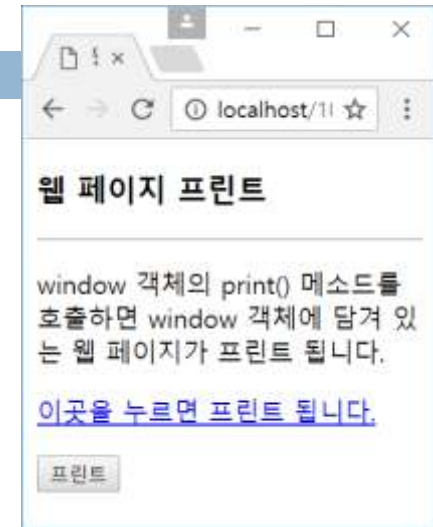 localhost/1
웹 페이지 프린트
window 객체의 print() 메소드를
호출하면 window 객체에 담겨 있
는 웹 페이지가 프린트 됩니다.
이곳을 누르면 프린트 됩니다.
프린트